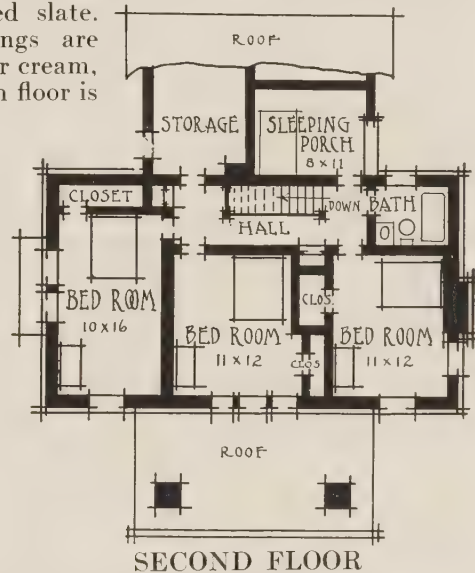 ed slate.
ings are
r cream,
n floor is
ROOF
STORAGE
SLEEPING
PORCH
8 x 11
CLOSET
DOWN
BATH
HALL
BED ROOM
10 x 16
CLOS.
BED ROOM
11 x 12
BED ROOM
11 x 12
CLOS
ROOF
SECOND FLOOR